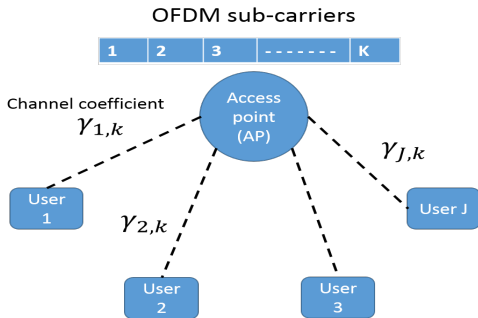 OFDM sub-carriers
1 2 3 ------- K
Channel coefficient
γ1,k
Access
point
(AP)
γJ,k
User
1
γ2,k
User J
User
2
User
3